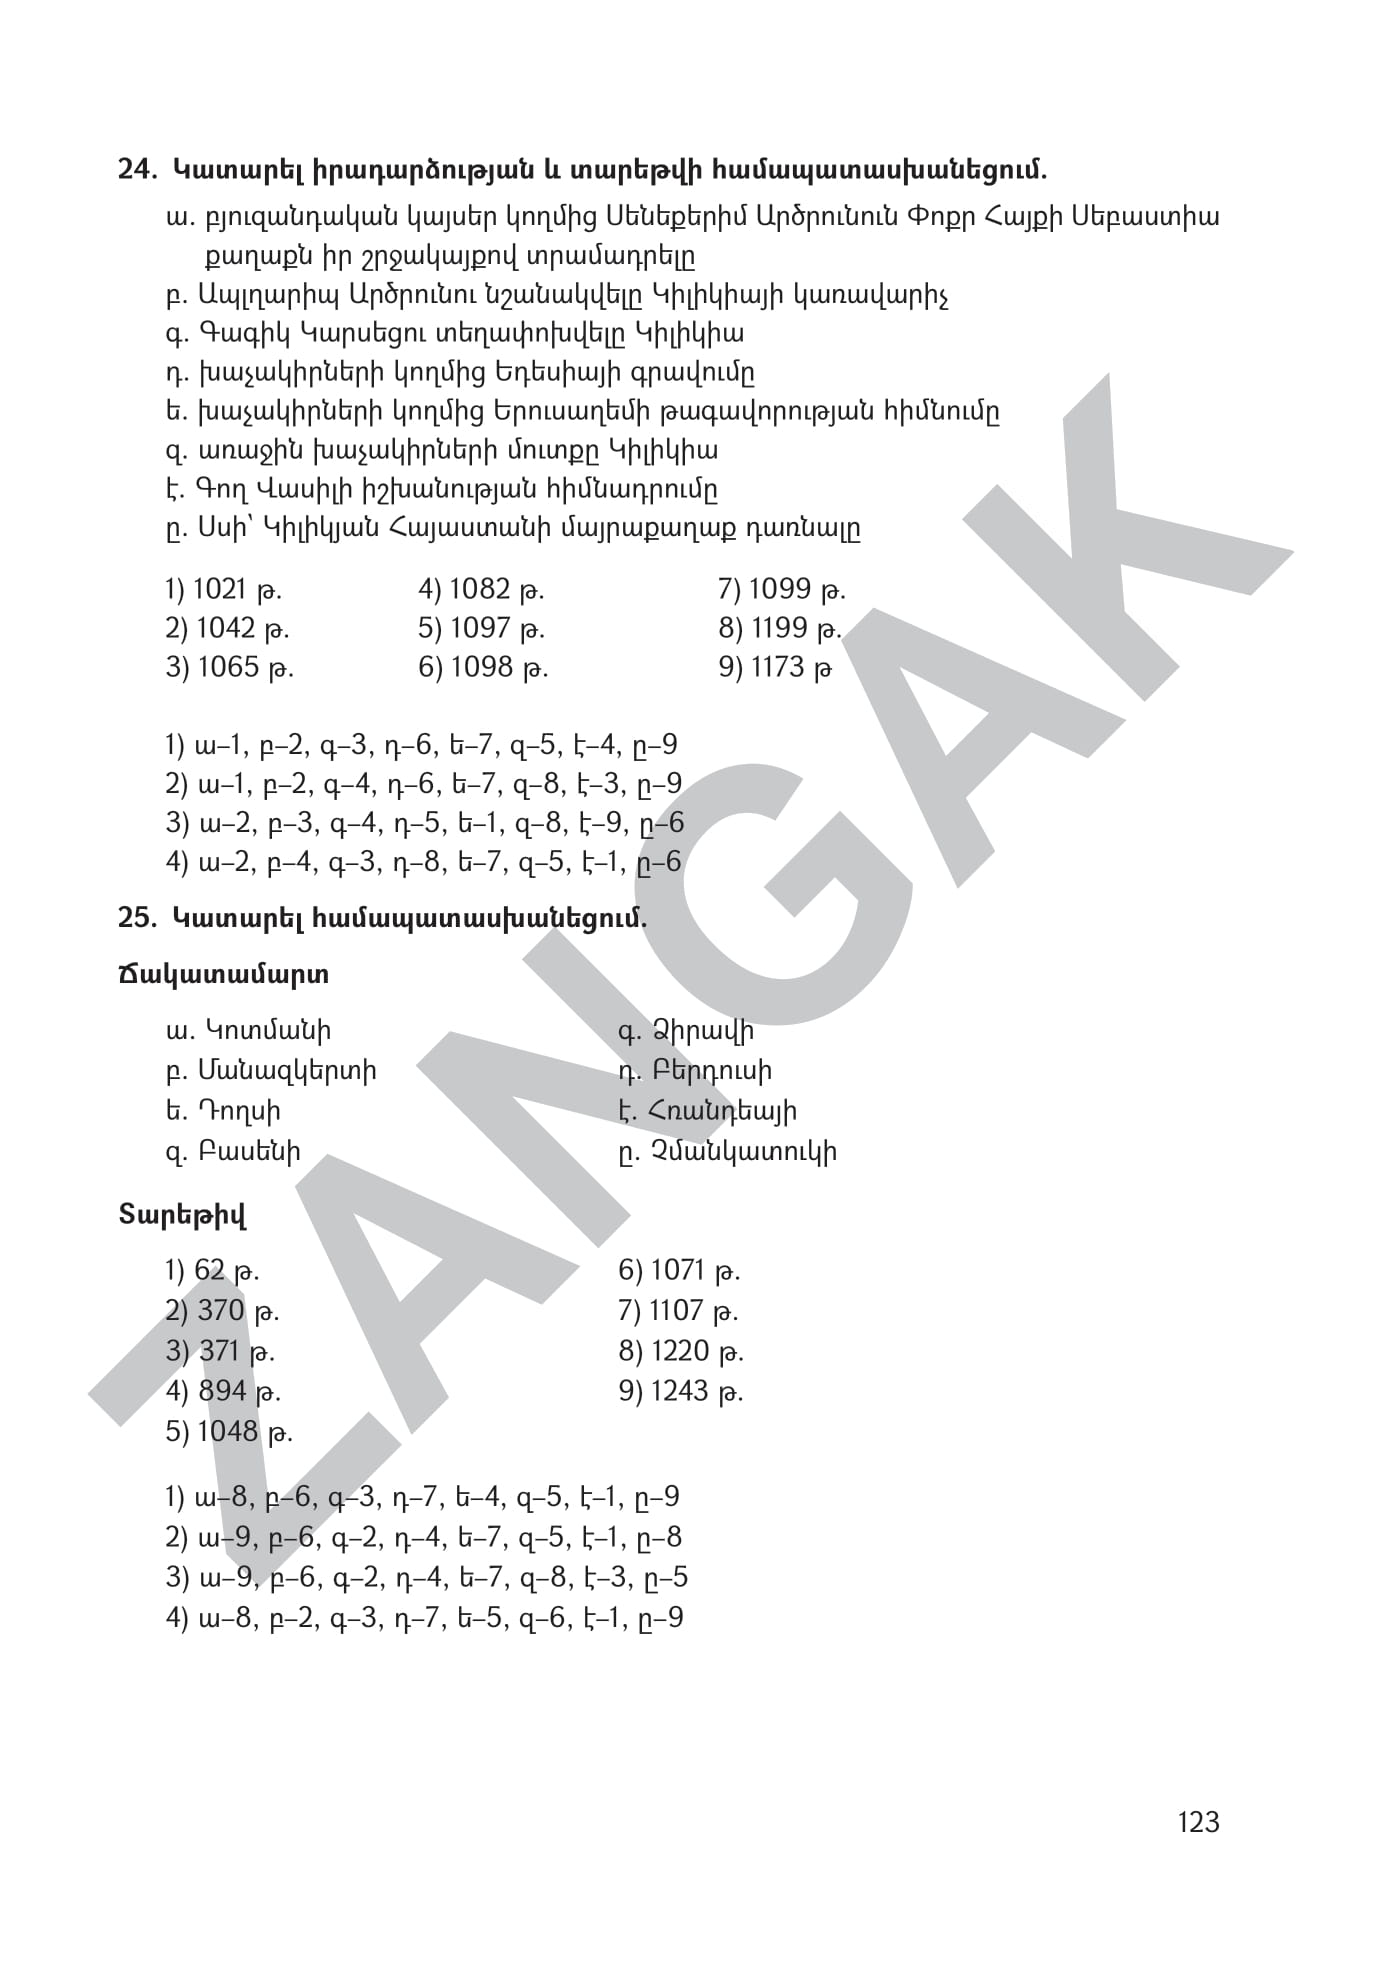 24. Կատարել իրադարձության և տարեթվի համապատասխանեցում.
ա. բյուզանդական կայսեր կողմից Սենեքերիմ Արծրունուն Փոքր Հայքի Սեբաստիա
քաղաքն իր շրջակայքով տրամադրելը
բ. Ապլղարիպ Արծրունու նշանակվելը Կիլիկիայի կառավարիչ
գ. Գագիկ Կարսեցու տեղափոխվելը Կիլիկիա
դ. խաչակիրների կողմից Եդեսիայի գրավումը
ե. խաչակիրների կողմից Երուսաղեմի թագավորության հիմնումը
զ. առաջին խաչակիրների մուտքը Կիլիկիա
է. Գող Վասիլի իշխանության հիմնադրումը
ը. Սսի՝ Կիլիկյան Հայաստանի մայրաքաղաք դառնալը
1) 1021 թ. 4) 1082 թ. 7) 1099 թ.
2) 1042 թ. 5) 1097 թ. 8) 1199 թ.
3) 1065 թ. 6) 1098 թ. 9) 1173 թ
1) ա–1, բ–2, գ–3, դ–6, ե–7, զ–5, է–4, ը–9
2) ա–1, բ–2, գ–4, դ–6, ե–7, զ–8, է–3, ը–9
3) ա–2, բ–3, գ–4, դ–5, ե–1, զ–8, է–9, ը–6
4) ա–2, բ–4, գ–3, դ–8, ե–7, զ–5, է–1, ը–6
25. Կատարել համապատասխանեցում.
Ճակատամարտ
ա. Կոտմանի գ. Ձիրավի
բ. Մանազկերտի դ. Բերդուսի
ե. Դողսի է. Հռանդեայի
զ. Բասենի ը. Չմանկատուկի
Տարեթիվ
1) 62 թ. 6) 1071 թ.
2) 370 թ. 7) 1107 թ.
3) 371 թ. 8) 1220 թ.
4) 894 թ. 9) 1243 թ.
5) 1048 թ.
1) ա–8, բ–6, գ–3, դ–7, ե–4, զ–5, է–1, ը–9
2) ա–9, բ–6, գ–2, դ–4, ե–7, զ–5, է–1, ը–8
3) ա–9, բ–6, գ–2, դ–4, ե–7, զ–8, է–3, ը–5
4) ա–8, բ–2, գ–3, դ–7, ե–5, զ–6, է–1, ը–9
ZANGAK
123